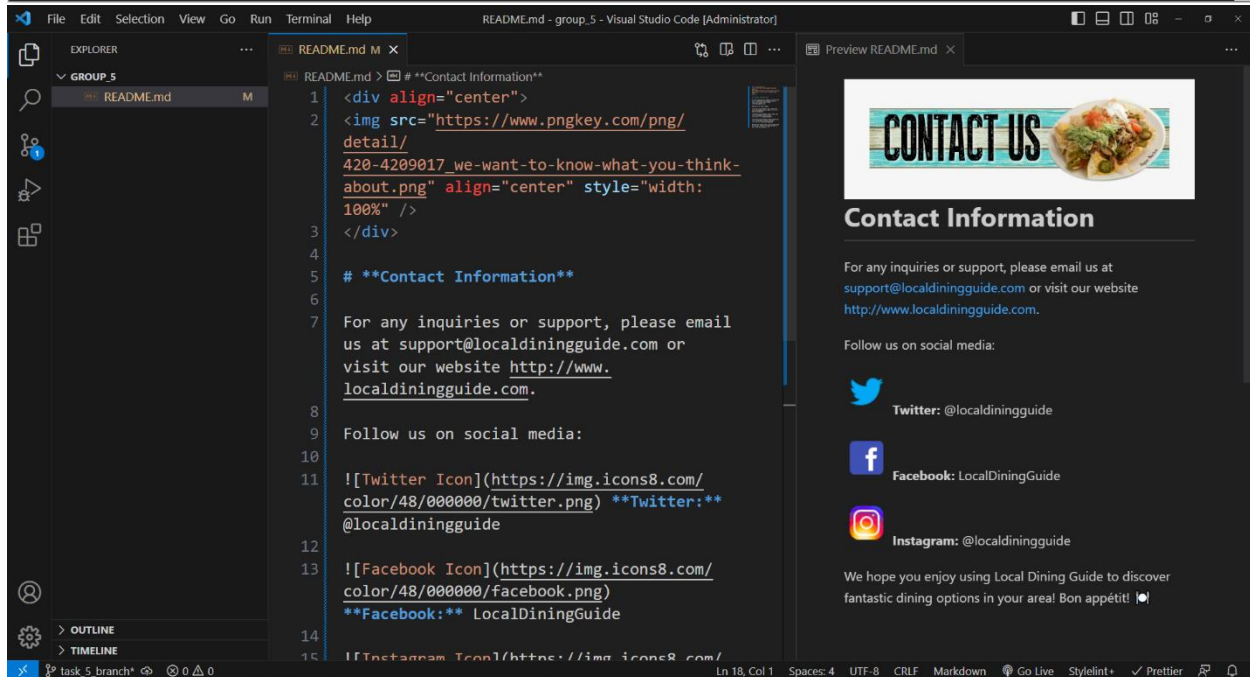 File Edit Selection View Go Run Terminal Help
README.md - group_5 - Visual Studio Code [Administrator]
EXPLORER
GROUP_5
README.md M
OUTLINE
TIMELINE
README.md M
README.md > # **Contact Information**
1 <div align="center">
2 <img src="https://www.pngkey.com/png/
detail/
420-4209017_we-want-to-know-what-you-think-
about.png" align="center" style="width:
100%" />
3 </div>
4
5 # **Contact Information**
6
7 For any inquiries or support, please email
us at support@localdiningguide.com or
visit our website http://www.
localdiningguide.com.
8
9 Follow us on social media:
10
11 ![Twitter Icon](https://img.icons8.com/
color/48/000000/twitter.png) **Twitter:**
@localdiningguide
12
13 ![Facebook Icon](https://img.icons8.com/
color/48/000000/facebook.png)
**Facebook:** LocalDiningGuide
14
15 ![Instagram Icon](https://img.icons8.com/
Preview README.md
CONTACT US
Contact Information
For any inquiries or support, please email us at
support@localdiningguide.com or visit our website
http://www.localdiningguide.com.
Follow us on social media:
Twitter: @localdiningguide
Facebook: LocalDiningGuide
Instagram: @localdiningguide
We hope you enjoy using Local Dining Guide to discover
fantastic dining options in your area! Bon appétit!
1
task_5_branch* 0 0 Ln 18, Col 1 Spaces: 4 UTF-8 CRLF Markdown Go Live Stylelint+ Prettier